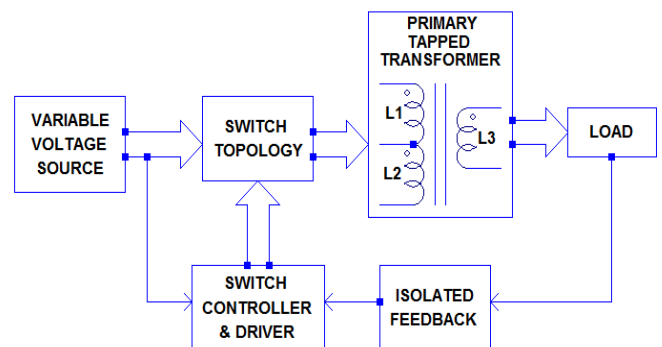 PRIMARY
TAPPED
TRANSFORMER
L1
L2
L3
VARIABLE
VOLTAGE
SOURCE
SWITCH
TOPOLOGY
LOAD
SWITCH
CONTROLLER
& DRIVER
ISOLATED
FEEDBACK